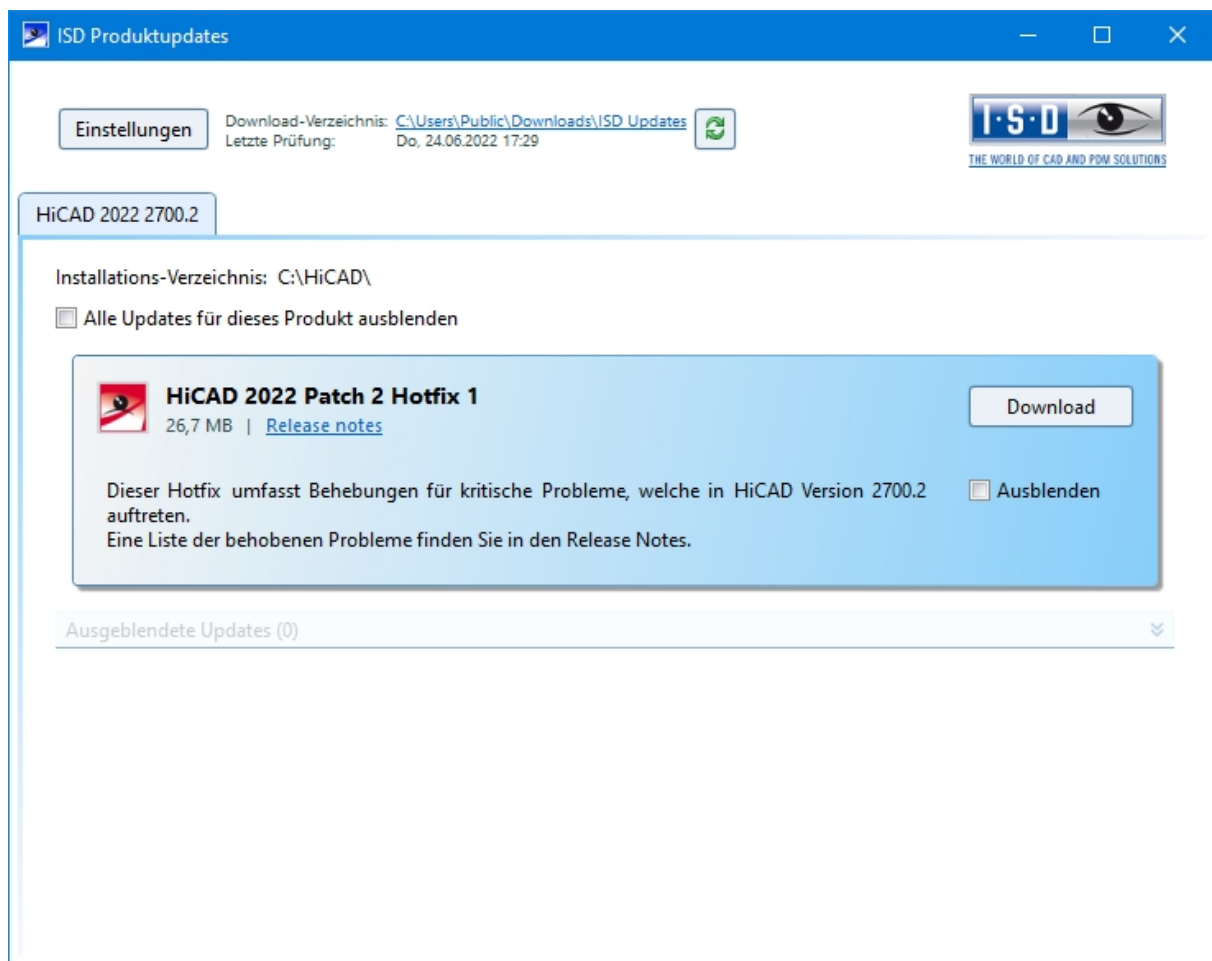 ISD Produktupdates
Einstellungen
Download-Verzeichnis: C:\Users\Public\Downloads\ISD Updates
Letzte Prüfung: Do, 24.06.2022 17:29
I·S·D
THE WORLD OF CAD AND PDM SOLUTIONS
HiCAD 2022 2700.2
Installations-Verzeichnis: C:\HiCAD\
Alle Updates für dieses Produkt ausblenden
HiCAD 2022 Patch 2 Hotfix 1
26,7 MB | Release notes
Download
Dieser Hotfix umfasst Behebungen für kritische Probleme, welche in HiCAD Version 2700.2
auftreten.
Eine Liste der behobenen Probleme finden Sie in den Release Notes.
Ausblenden
Ausgeblendete Updates (0)